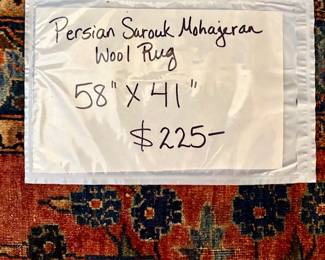 Persian Sarouk Mohajeran
Wool Rug
58" X 41"
$225-